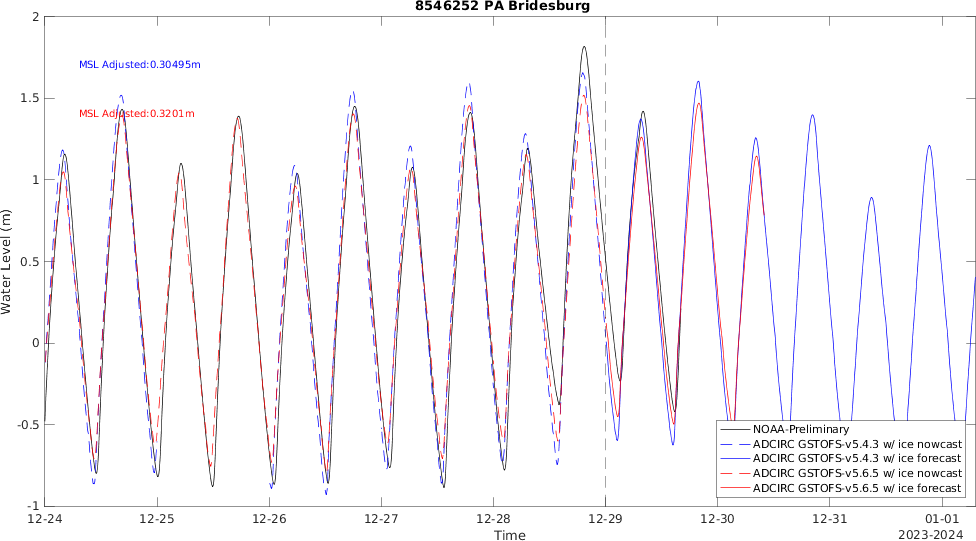 8546252 PA Bridesburg
2
1.5
1
0.5
0
-0.5
-1
Water Level (m)
MSL Adjusted:0.30495m
MSL Adjusted:0.3201m
NOAA-Preliminary
ADCIRC GSTOFS-v5.4.3 w/ ice nowcast
ADCIRC GSTOFS-v5.4.3 w/ ice forecast
ADCIRC GSTOFS-v5.6.5 w/ ice nowcast
ADCIRC GSTOFS-v5.6.5 w/ ice forecast
12-24 12-25 12-26 12-27 12-28 12-29 12-30 12-31 01-01
Time
2023-2024